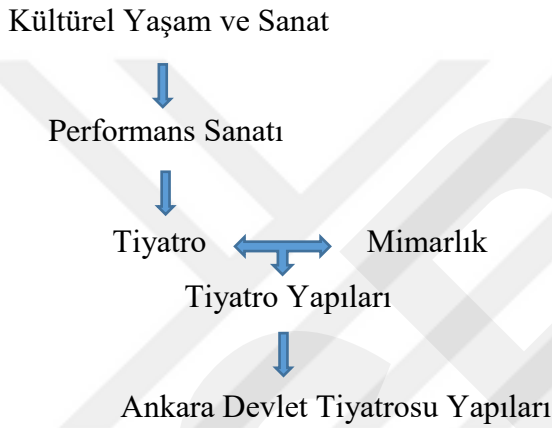 Kültürel Yaşam ve Sanat
Performans Sanatı
Tiyatro Mimarlık
Tiyatro Yapıları
Ankara Devlet Tiyatrosu Yapıları